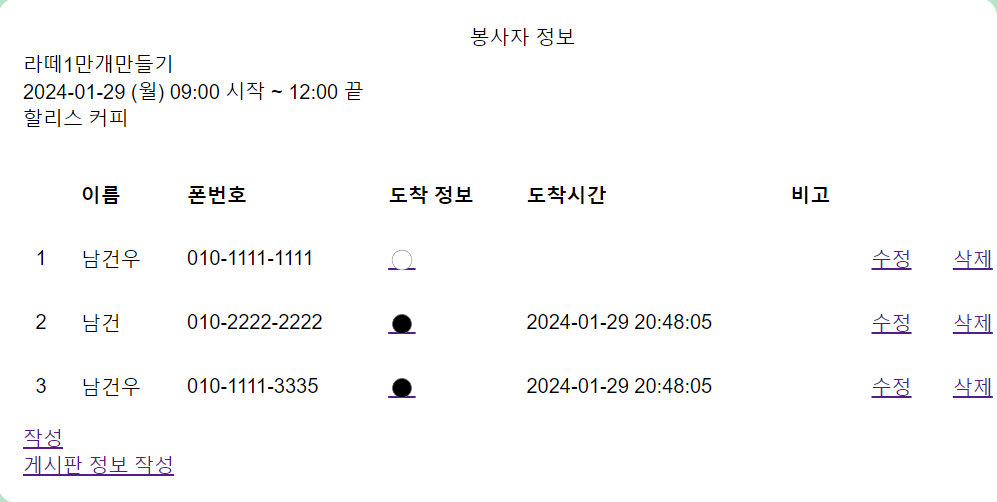 봉사자 정보
라떼1만개만들기
2024-01-29 (월) 09:00 시작 ~ 12:00 끝
할리스 커피
이름 폰번호 도착 정보 도착시간 비고
1 남건우 010-1111-1111 ○ 수정 삭제
2 남건 010-2222-2222 ● 2024-01-29 20:48:05 수정 삭제
3 남건우 010-1111-3335 ● 2024-01-29 20:48:05 수정 삭제
작성
게시판 정보 작성